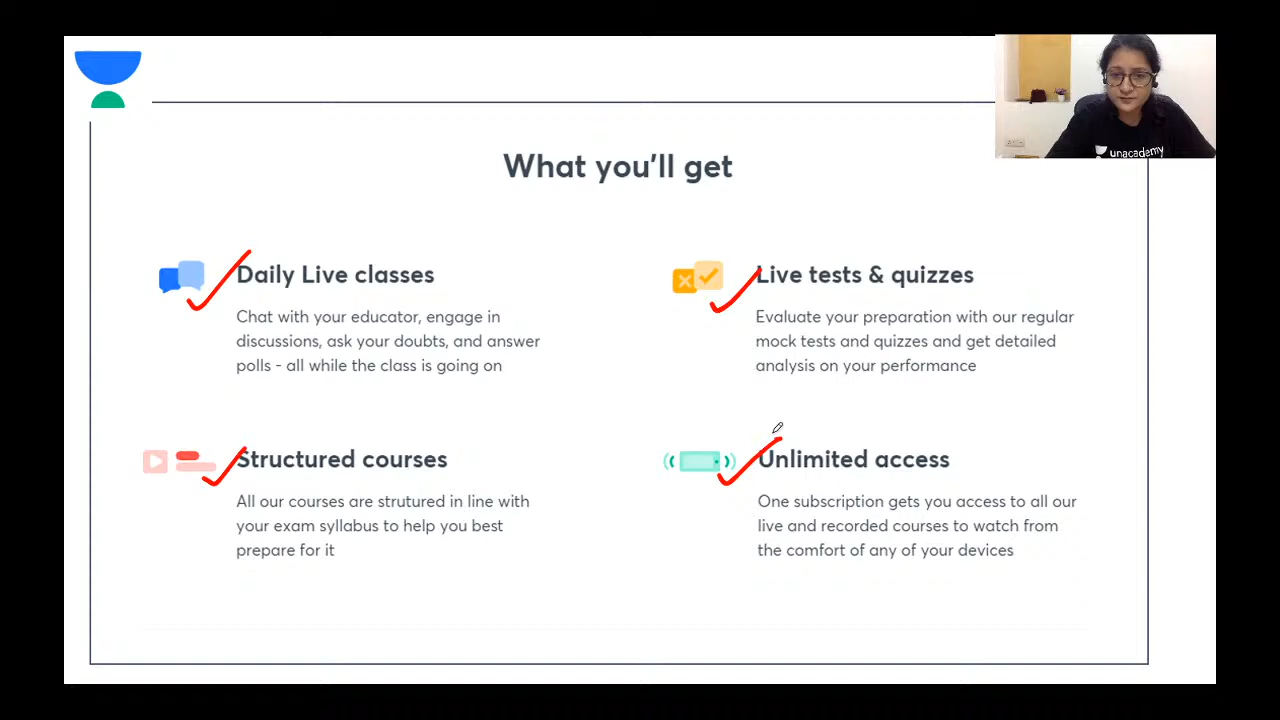 unacademy
What you'll get
Daily Live classes
Chat with your educator, engage in
discussions, ask your doubts, and answer
polls - all while the class is going on
Live tests & quizzes
Evaluate your preparation with our regular
mock tests and quizzes and get detailed
analysis on your performance
Structured courses
All our courses are strutured in line with
your exam syllabus to help you best
prepare for it
Unlimited access
One subscription gets you access to all our
live and recorded courses to watch from
the comfort of any of your devices